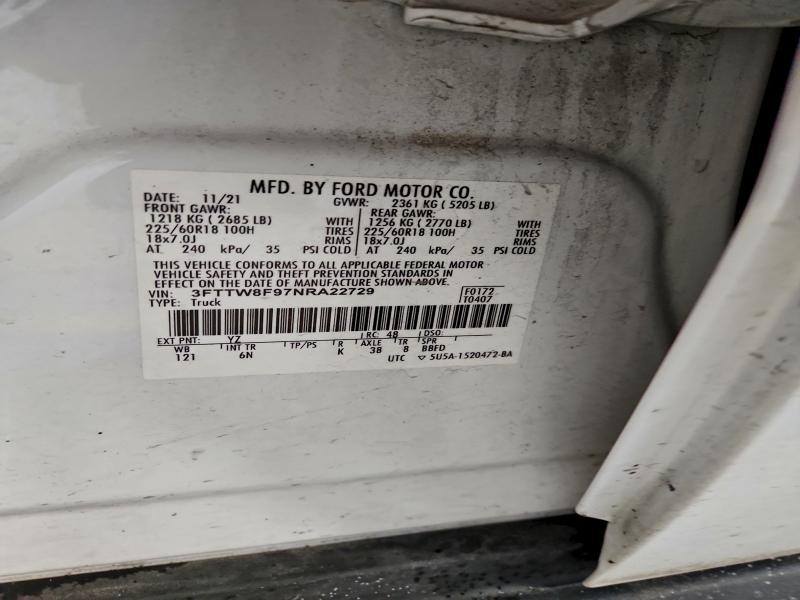 MFD. BY FORD MOTOR CO.
DATE: 11/21 GVWR: 2361 KG ( 5205 LB)
FRONT GAWR: REAR GAWR:
1218 KG ( 2685 LB) WITH 1256 KG ( 2770 LB) WITH
225/60R18 100H TIRES 225/60R18 100H TIRES
18x7.0J RIMS 18x7.0J RIMS
AT 240 kPa/ 35 PSI COLD AT 240 kPa/ 35 PSI COLD
THIS VEHICLE CONFORMS TO ALL APPLICABLE FEDERAL MOTOR
VEHICLE SAFETY AND THEFT PREVENTION STANDARDS IN
EFFECT ON THE DATE OF MANUFACTURE SHOWN ABOVE.
VIN: 3FTTW8F97NRA22729 F0172
TYPE: Truck T0407
EXT PNT: YZ RC: 48 DSO:
WB INT TR TP/PS R AXLE TR SPR
121 6N K 38 8 BBFD
UTC ▽ 5U5A-1520472-BA